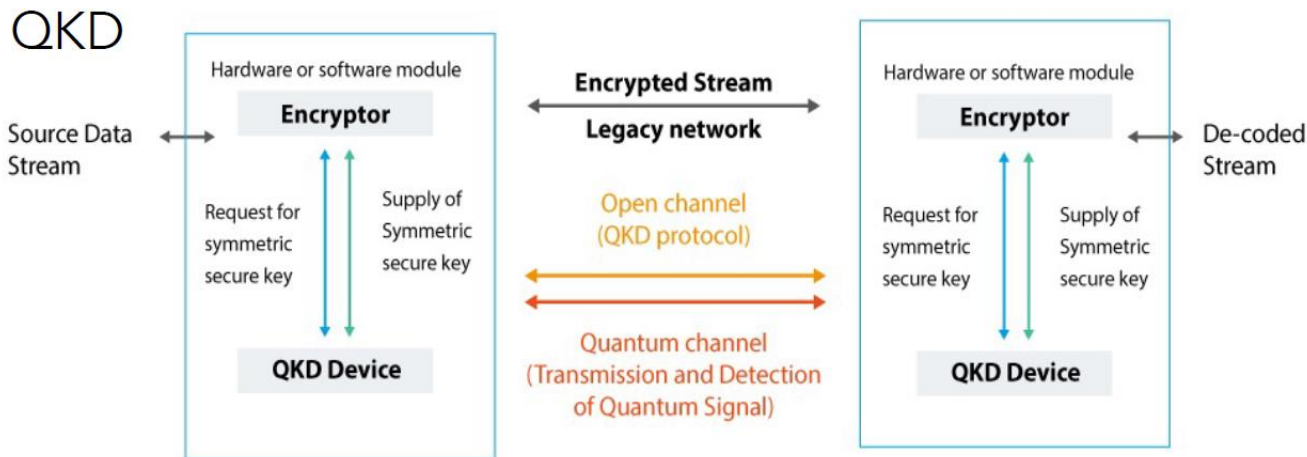 QKD
Hardware or software module
Encryptor
Source Data
Stream
Request for
symmetric
secure key
Supply of
Symmetric
secure key
QKD Device
Encrypted Stream
Legacy network
Open channel
(QKD protocol)
Quantum channel
(Transmission and Detection
of Quantum Signal)
Hardware or software module
Encryptor
De-coded
Stream
Request for
symmetric
secure key
Supply of
Symmetric
secure key
QKD Device